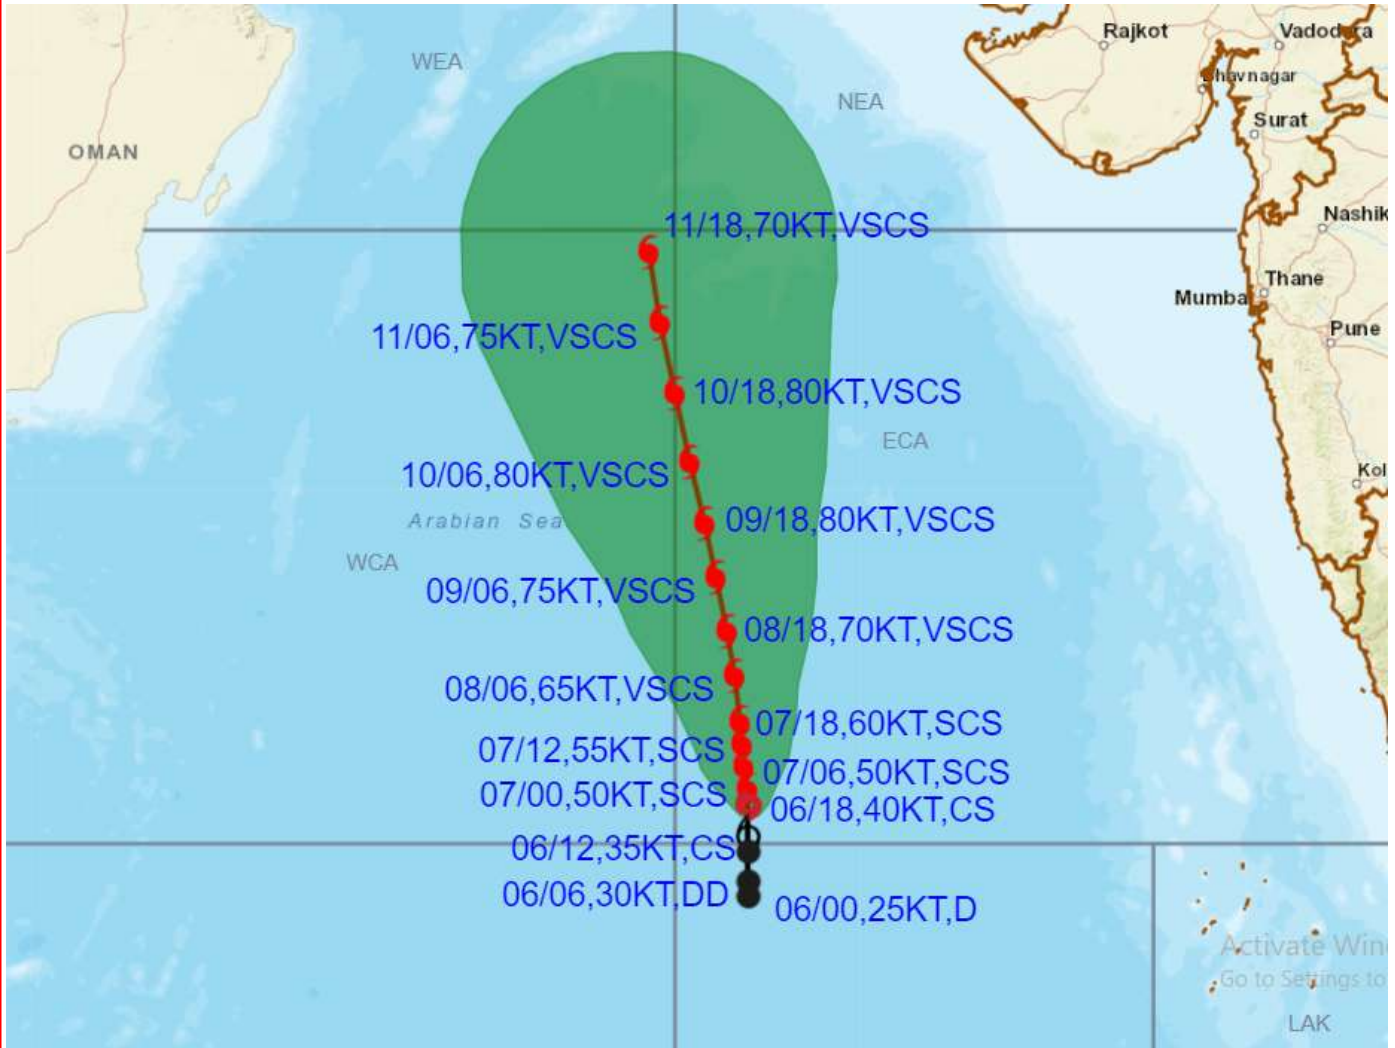 Rajkot
Vadodara
WEA
Bhavnagar
NEA
Surat
OMAN
Nashik
11/18,70KT,VSCS
Thane
Mumba
Pune
11/06,75KT,VSCS
10/18,80KT,VSCS
ECA
Kol
10/06,80KT,VSCS
Arabian Sea
09/18,80KT,VSCS
WCA
09/06,75KT,VSCS
08/18,70KT,VSCS
08/06,65KT,VSCS
07/18,60KT,SCS
07/12,55KT,SCS
07/06,50KT,SCS
07/00,50KT,SCS
06/18,40KT,CS
06/12,35KT,CS
06/06,30KT,DD
06/00,25KT,D
Activate Win
Go to Settings to
LAK